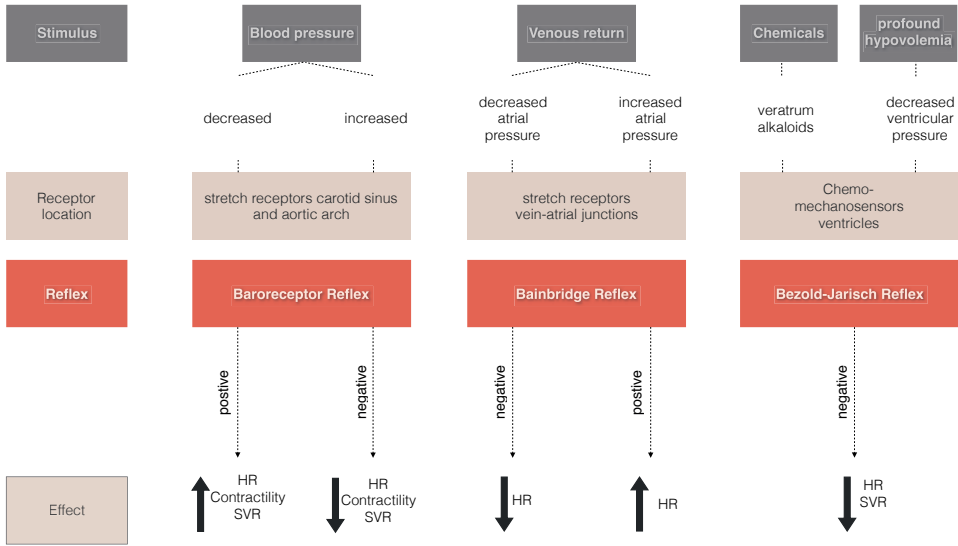 Stimulus
Blood pressure
Venous return
Chemicals
profound
hypovolemia
decreased
increased
decreased
atrial
pressure
increased
atrial
pressure
veratrum
alkaloids
decreased
ventricular
pressure
Receptor
location
stretch receptors carotid sinus
and aortic arch
stretch receptors
vein-atrial junctions
Chemo-
mechanosensors
ventricles
Reflex
Baroreceptor Reflex
Bainbridge Reflex
Bezold-Jarisch Reflex
postive
negative
negative
postive
negative
Effect
HR
Contractility
SVR
HR
Contractility
SVR
HR
HR
HR
SVR